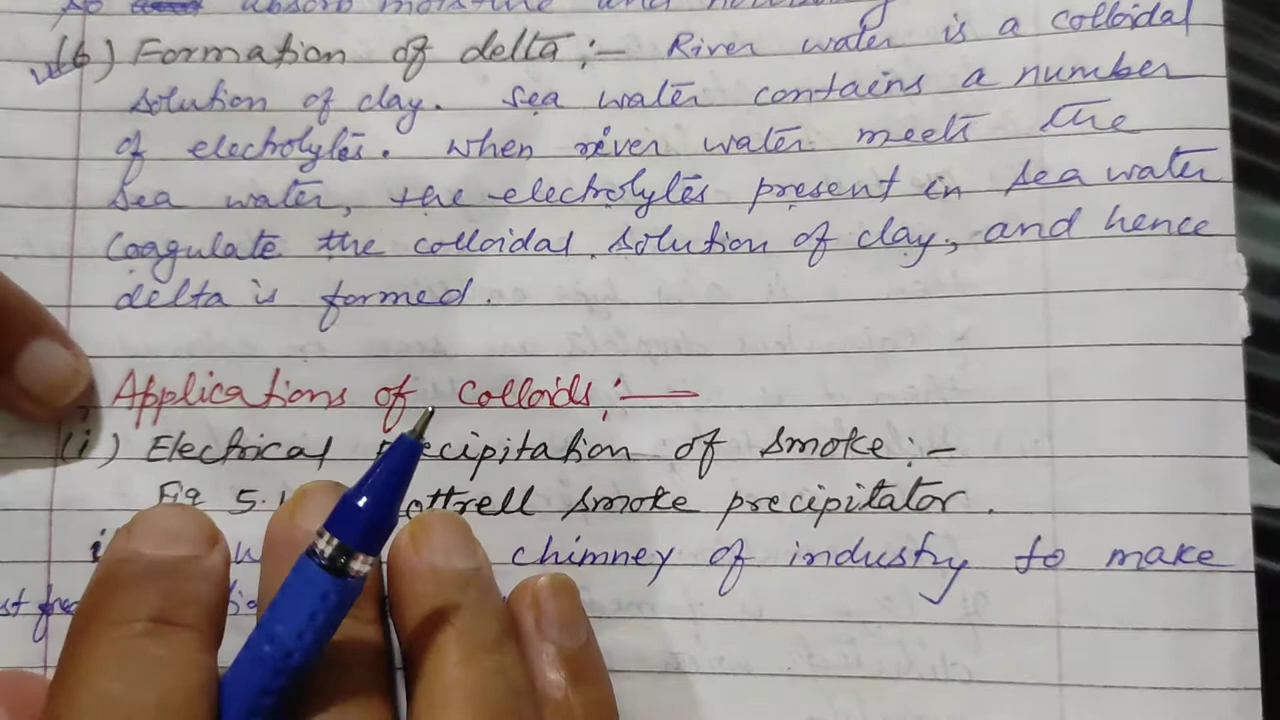 absorb moisture and
(6) Formation of delta :- River water is a colloidal
solution of clay. Sea water contains a number
of electrolytes. When river water meets the
sea water, the electrolytes present in sea water
coagulate the colloidal solution of clay, and hence
delta is formed.
Applications of Colloids :-
(i) Electrical precipitation of smoke :-
Fig 5. smoke precipitator.
chimney of industry to make